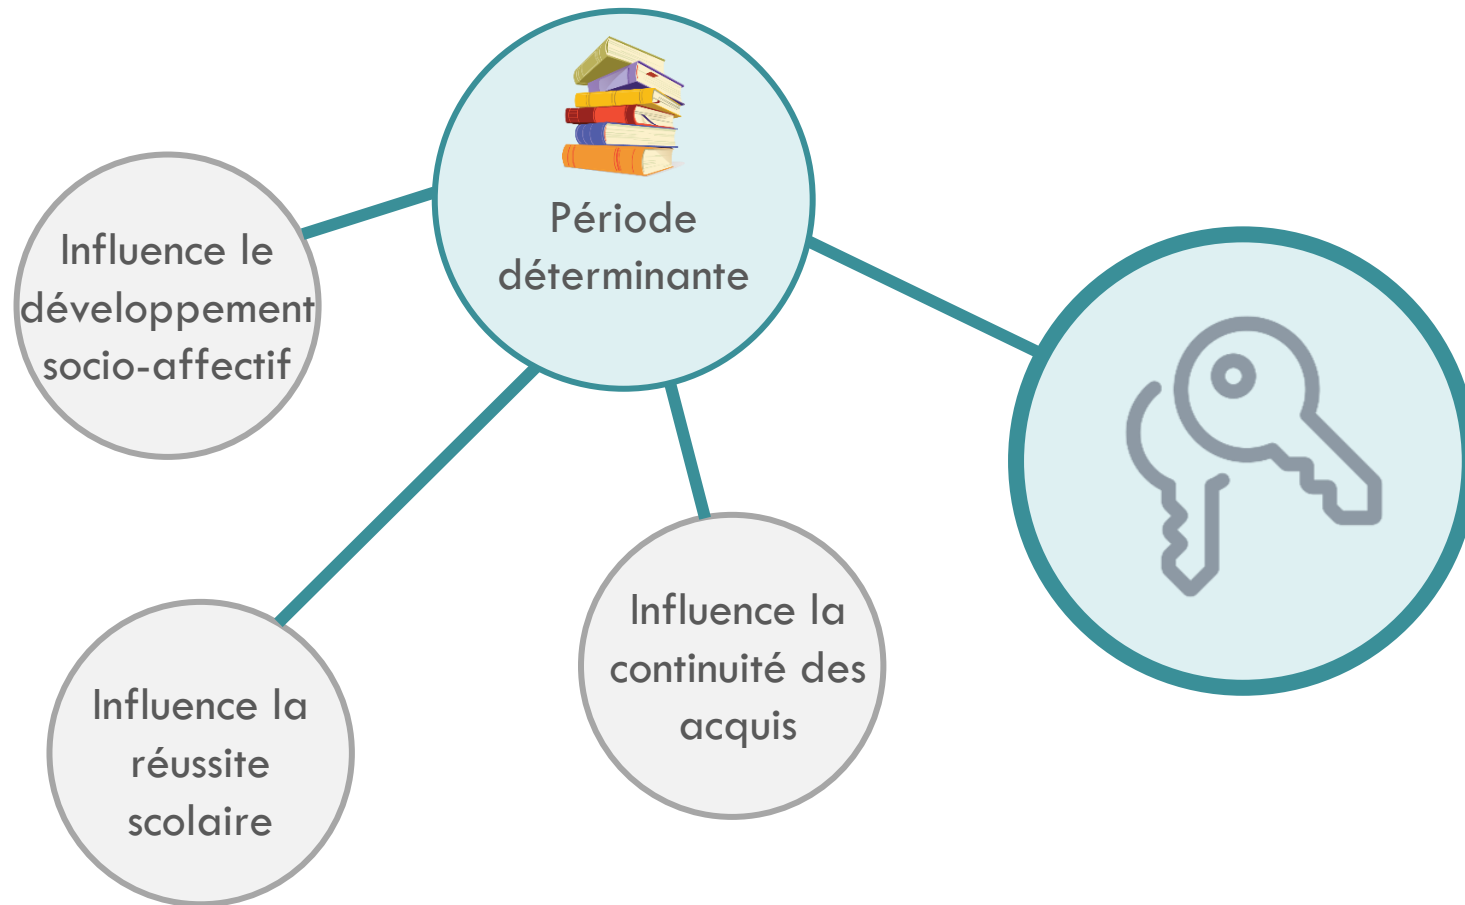 Période
déterminante
Influence le
développement
socio-affectif
Influence la
continuité des
acquis
Influence la
réussite
scolaire